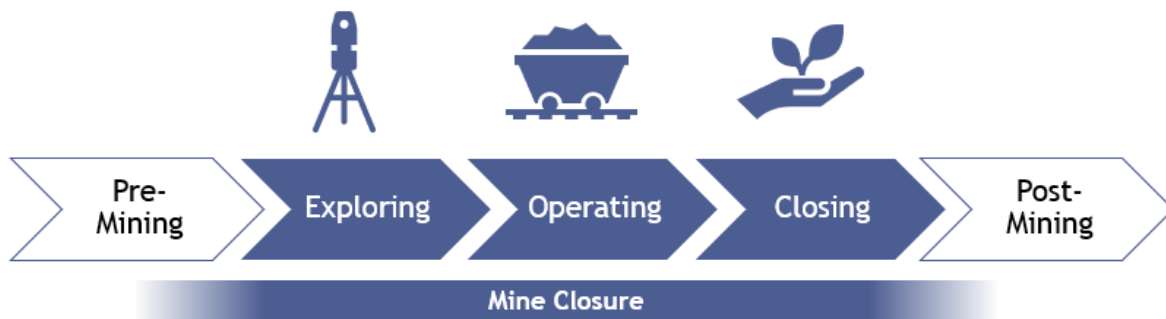 Pre-
Mining
Exploring
Operating
Closing
Post-
Mining
Mine Closure